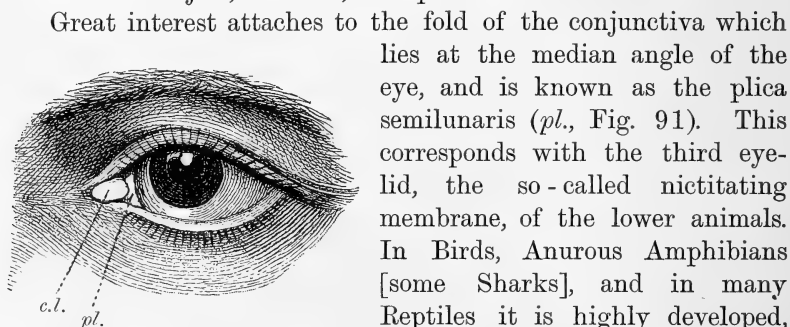 Great interest attaches to the fold of the conjunctiva which
lies at the median angle of the
eye, and is known as the plica
semilunaris (pl., Fig. 91). This
corresponds with the third eye-
lid, the so-called nictitating
membrane, of the lower animals.
In Birds, Anurous Amphibians
[some Sharks], and in many
Reptiles it is highly developed,
c.l.
pl.